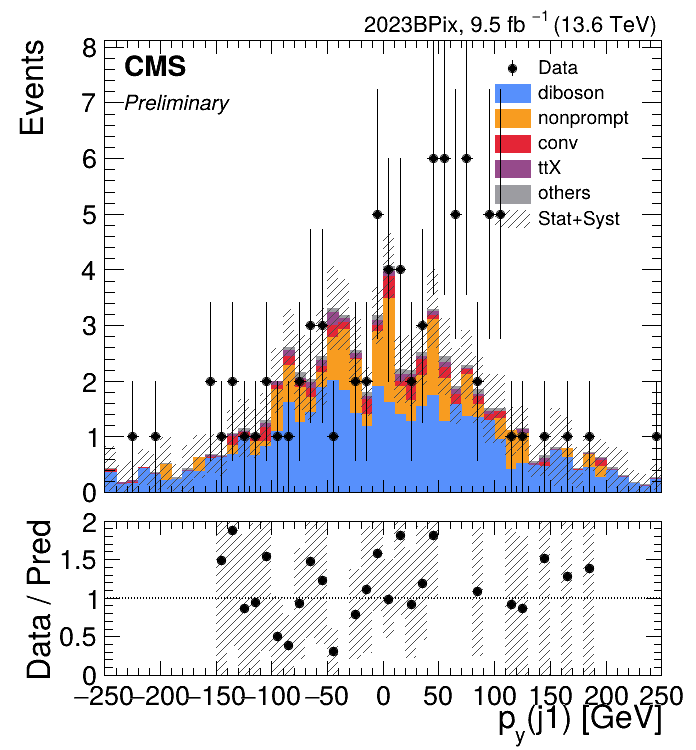 2023BPix, 9.5 fb⁻¹ (13.6 TeV)
CMS
Preliminary
Events
8
7
6
5
4
3
2
1
0
Data
diboson
nonprompt
conv
ttX
others
Stat+Syst
Data / Pred
2
1.5
1
0.5
0
−250 −200 −150 −100 −50 0 50 100 150 200 250
p_y(j1) [GeV]